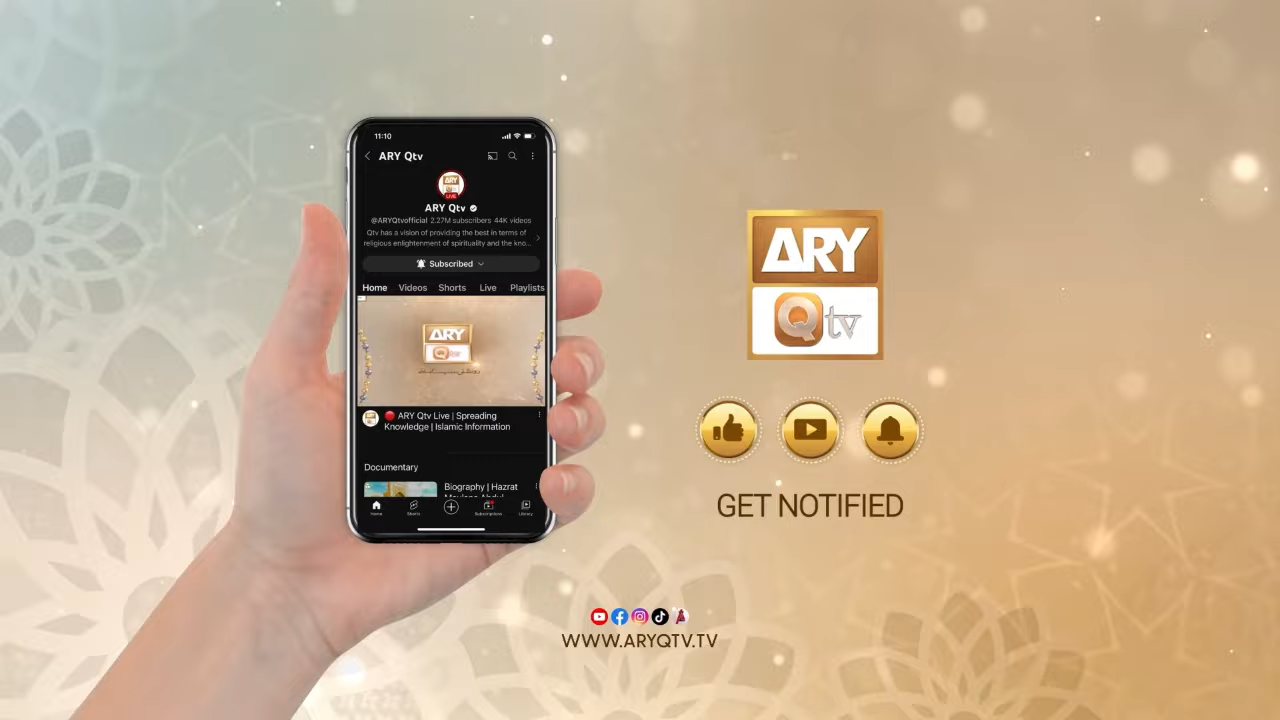 11:10
ARY Qtv
LIVE
ARY Qtv
@ARYQtvofficial 2.27M subscribers 44K videos
Qtv has a vision of providing the best in terms of
religious enlightenment of spirituality and the kno...
Subscribed
Home Videos Shorts Live Playlists
ARY
Qtv
ARY Qtv Live | Spreading
Knowledge | Islamic Information
Documentary
Biography | Hazrat
Home Shorts Subscriptions Library
ARY
Qtv
GET NOTIFIED
WWW.ARYQTV.TV